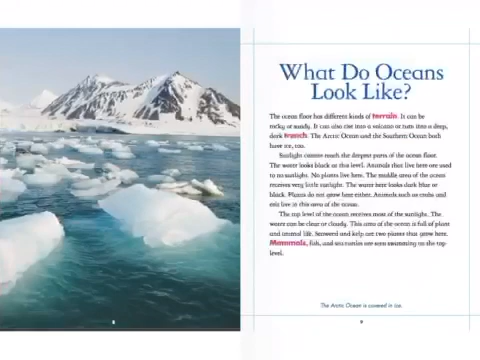 What Do Oceans
Look Like?
The ocean floor has different kinds of terrain. It can be
rocky or sandy. It can also rise into a volcano or turn into a deep,
dark trench. The Arctic Ocean and the Southern Ocean both
have ice, too.
Sunlight cannot reach the deepest parts of the ocean floor.
The water looks black at this level. Animals that live here are used
to no sunlight. No plants live here. The middle area of the ocean
receives very little sunlight. The water here looks dark blue or
black. Plants do not grow here either. Animals such as crabs and
eels live in this area of the ocean.
The top level of the ocean receives most of the sunlight. The
water can be clear or cloudy. This area of the ocean is full of plant
and animal life. Seaweed and kelp are two plants that grow here.
Mammals, fish, and sea turtles are seen swimming on the top
level.
The Arctic Ocean is covered in ice.
8
9